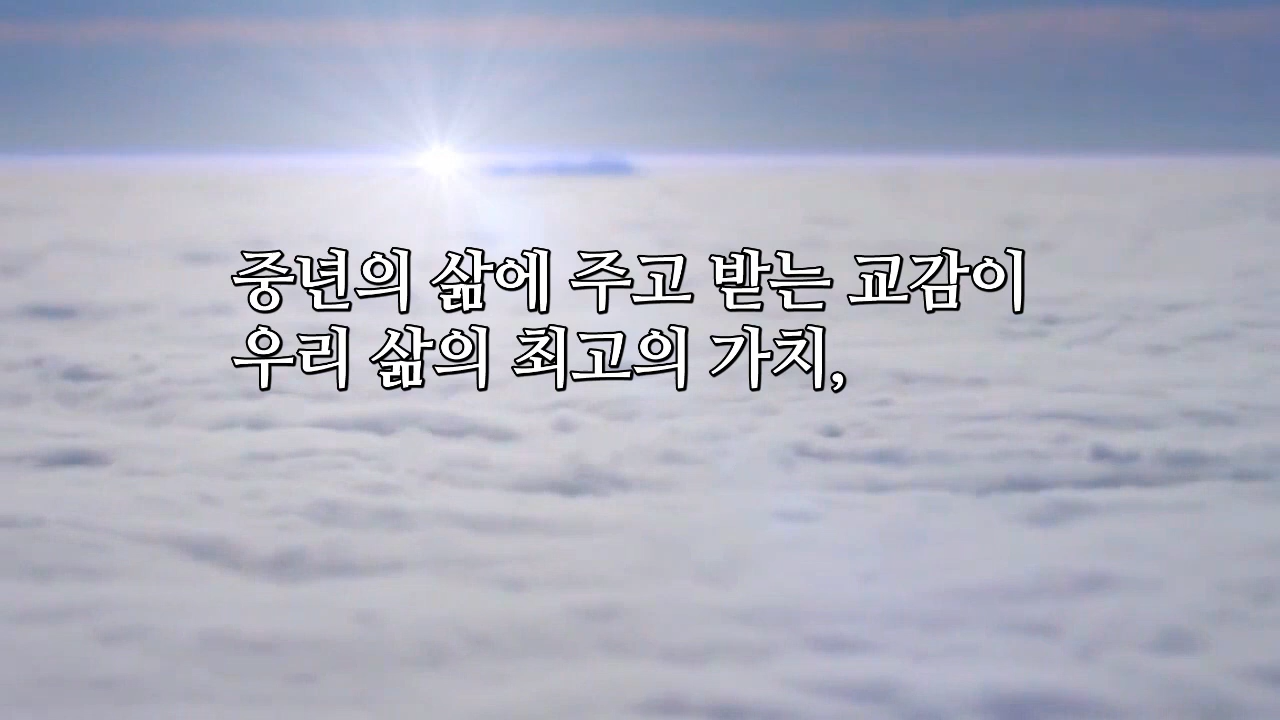 중년의 삶에 주고 받는 교감이
우리 삶의 최고의 가치,